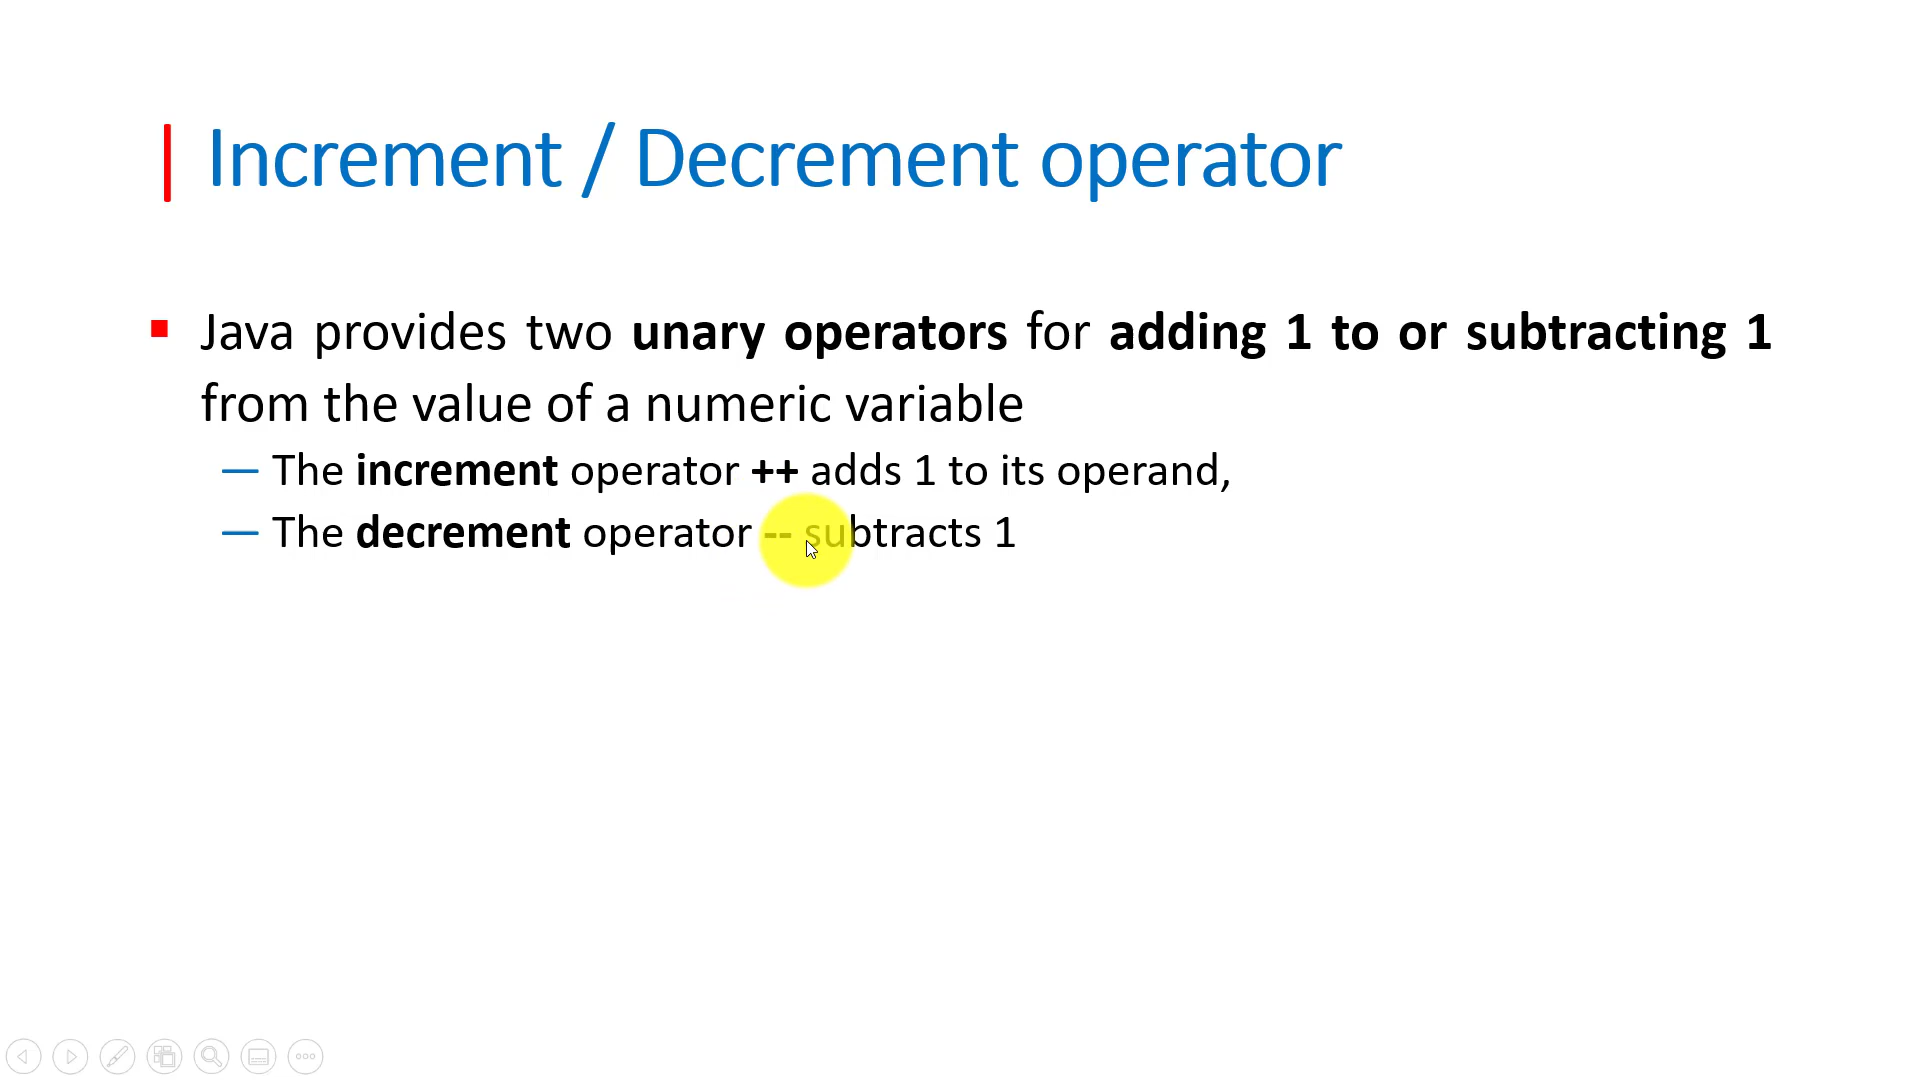 Increment / Decrement operator
Java provides two unary operators for adding 1 to or subtracting 1
from the value of a numeric variable
— The increment operator ++ adds 1 to its operand,
— The decrement operator -- subtracts 1